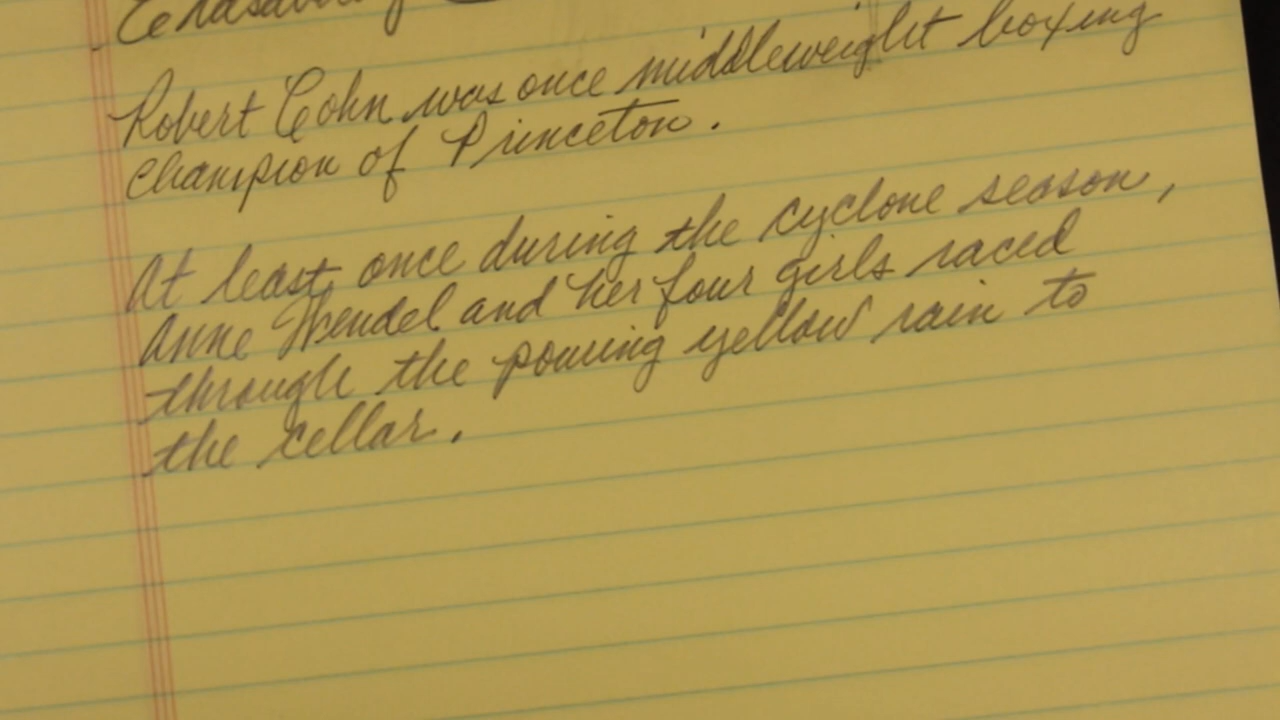 Robert Cohn was once middleweight boxing
champion of Princeton.
At least once during the cyclone season,
Anne Wendel and her four girls raced
through the pouring yellow rain to
the cellar.